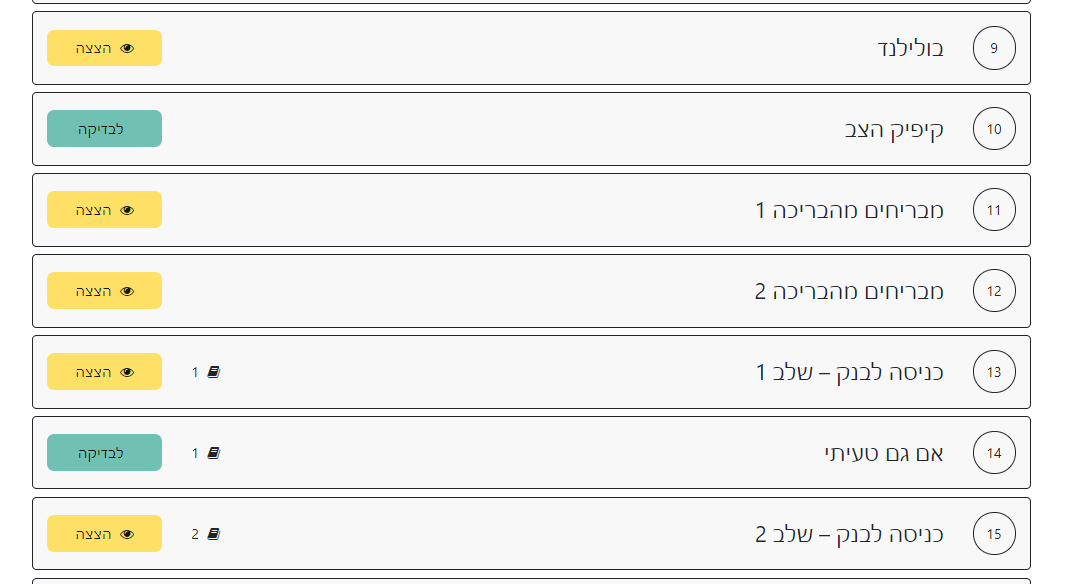 9 בולילנד הצצה
10 קיפיק הצב לבדיקה
11 מבריחים מהבריכה 1 הצצה
12 מבריחים מהבריכה 2 הצצה
13 כניסה לבנק – שלב 1 1 הצצה
14 אם גם טעיתי 1 לבדיקה
15 כניסה לבנק – שלב 2 2 הצצה